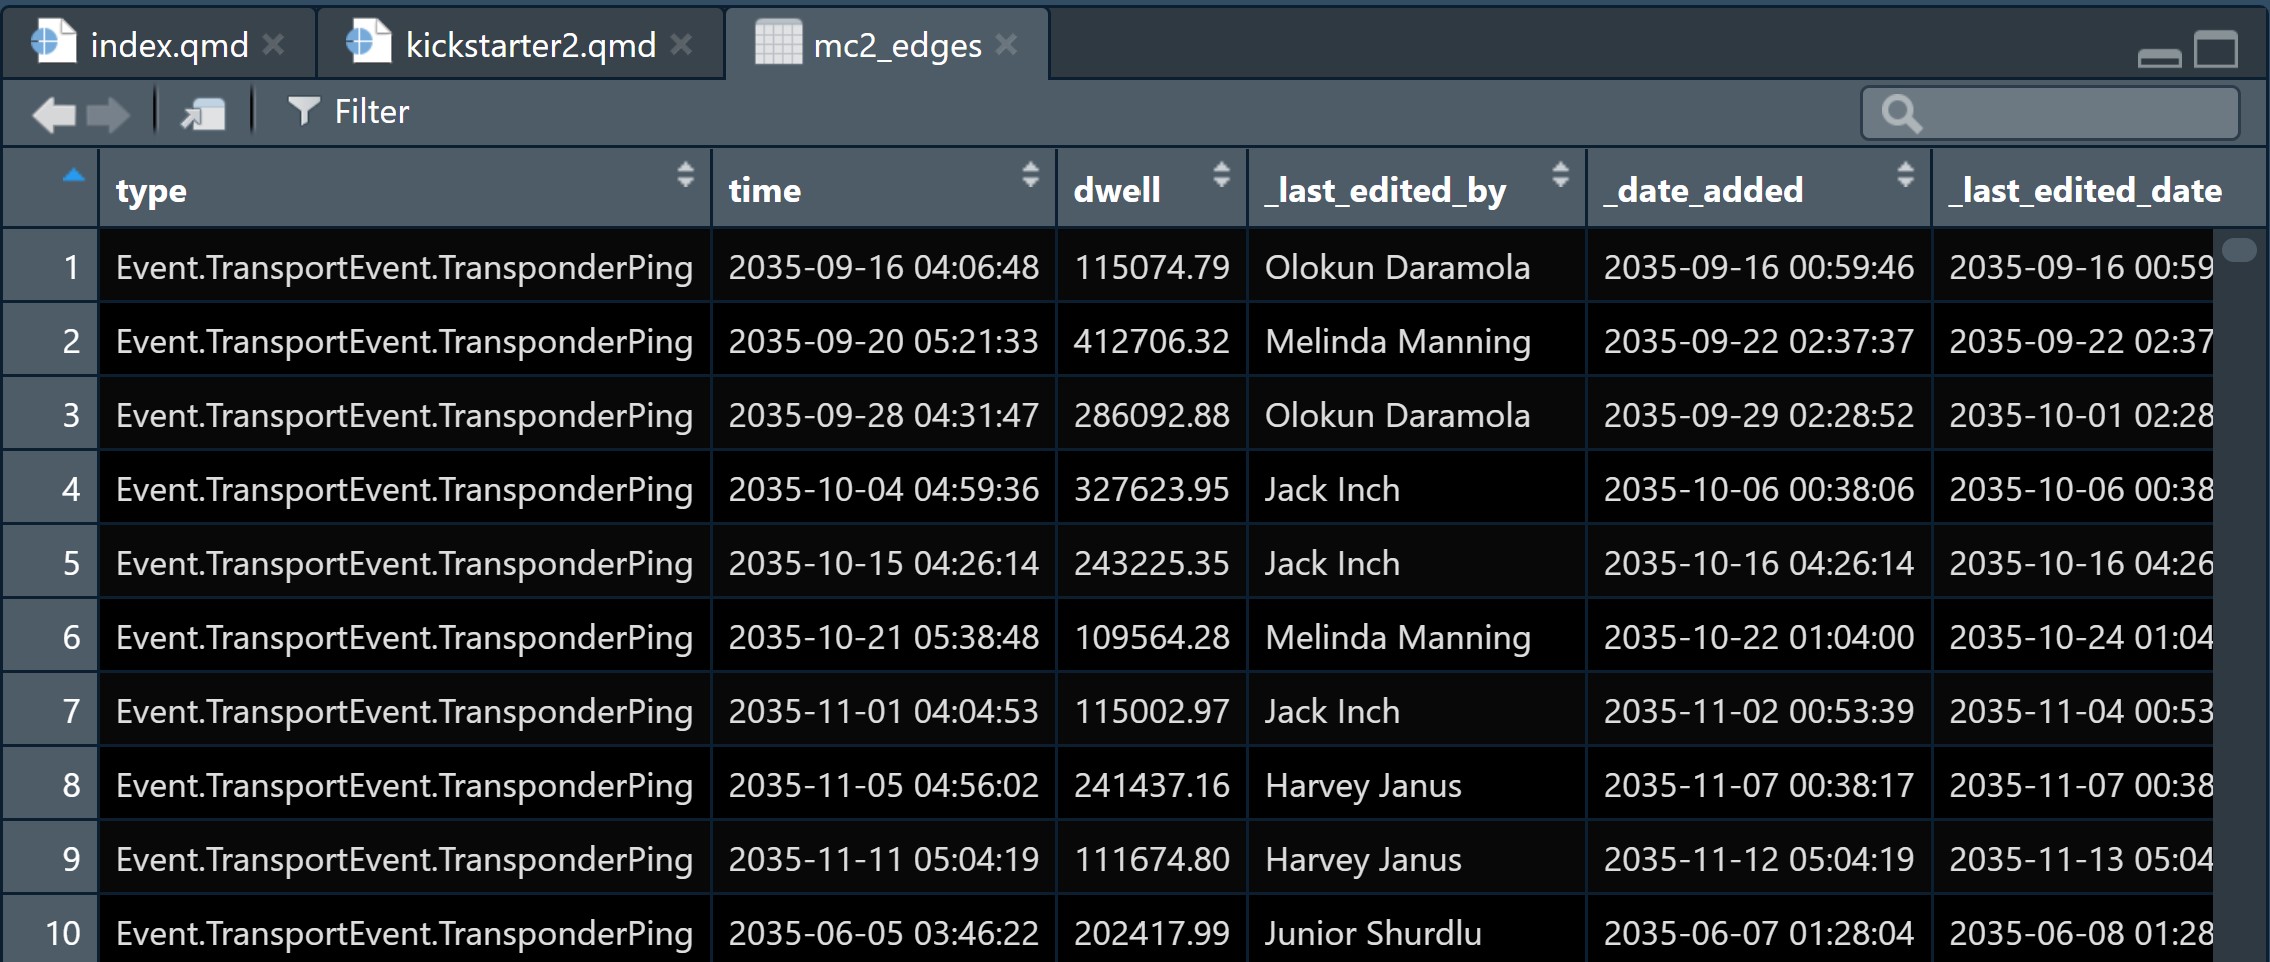 index.qmd kickstarter2.qmd mc2_edges
Filter
type time dwell _last_edited_by _date_added _last_edited_date
1 Event.TransportEvent.TransponderPing 2035-09-16 04:06:48 115074.79 Olokun Daramola 2035-09-16 00:59:46 2035-09-16 00:59
2 Event.TransportEvent.TransponderPing 2035-09-20 05:21:33 412706.32 Melinda Manning 2035-09-22 02:37:37 2035-09-22 02:37
3 Event.TransportEvent.TransponderPing 2035-09-28 04:31:47 286092.88 Olokun Daramola 2035-09-29 02:28:52 2035-10-01 02:28
4 Event.TransportEvent.TransponderPing 2035-10-04 04:59:36 327623.95 Jack Inch 2035-10-06 00:38:06 2035-10-06 00:38
5 Event.TransportEvent.TransponderPing 2035-10-15 04:26:14 243225.35 Jack Inch 2035-10-16 04:26:14 2035-10-16 04:26
6 Event.TransportEvent.TransponderPing 2035-10-21 05:38:48 109564.28 Melinda Manning 2035-10-22 01:04:00 2035-10-24 01:04
7 Event.TransportEvent.TransponderPing 2035-11-01 04:04:53 115002.97 Jack Inch 2035-11-02 00:53:39 2035-11-04 00:53
8 Event.TransportEvent.TransponderPing 2035-11-05 04:56:02 241437.16 Harvey Janus 2035-11-07 00:38:17 2035-11-07 00:38
9 Event.TransportEvent.TransponderPing 2035-11-11 05:04:19 111674.80 Harvey Janus 2035-11-12 05:04:19 2035-11-13 05:04
10 Event.TransportEvent.TransponderPing 2035-06-05 03:46:22 202417.99 Junior Shurdlu 2035-06-07 01:28:04 2035-06-08 01:28